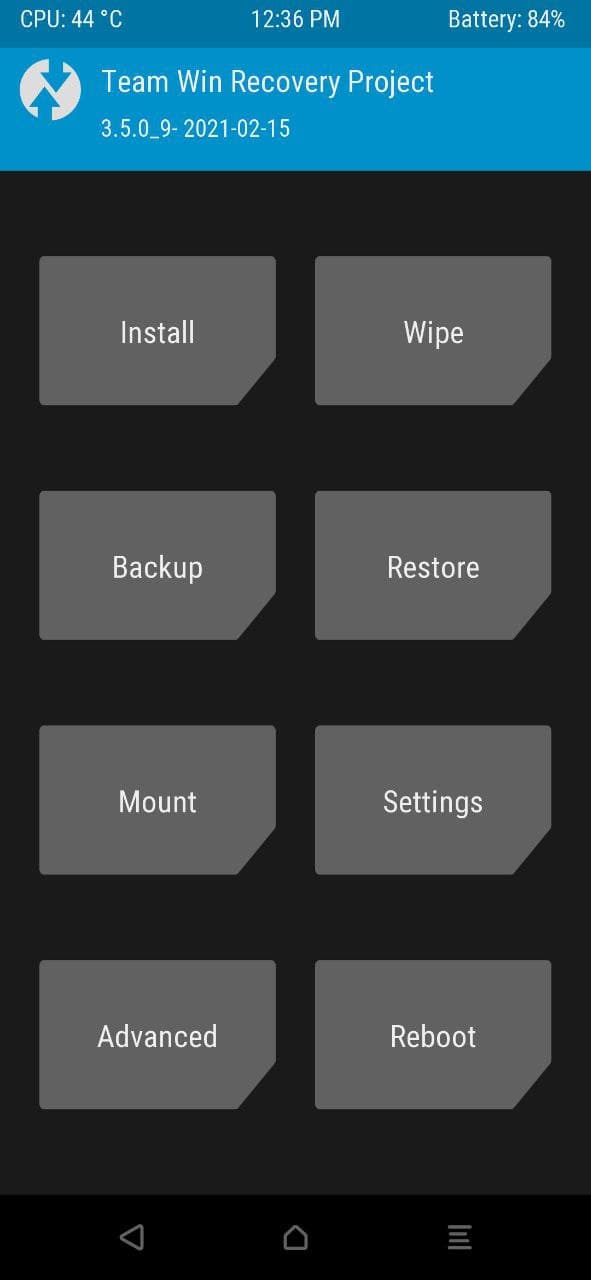 CPU: 44 °C 12:36 PM Battery: 84%
Team Win Recovery Project
3.5.0_9- 2021-02-15
Install Wipe
Backup Restore
Mount Settings
Advanced Reboot